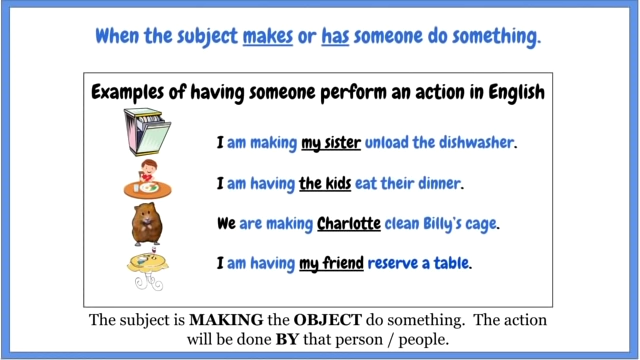 When the subject makes or has someone do something.
Examples of having someone perform an action in English
I am making my sister unload the dishwasher.
I am having the kids eat their dinner.
We are making Charlotte clean Billy's cage.
I am having my friend reserve a table.
The subject is MAKING the OBJECT do something. The action
will be done BY that person / people.